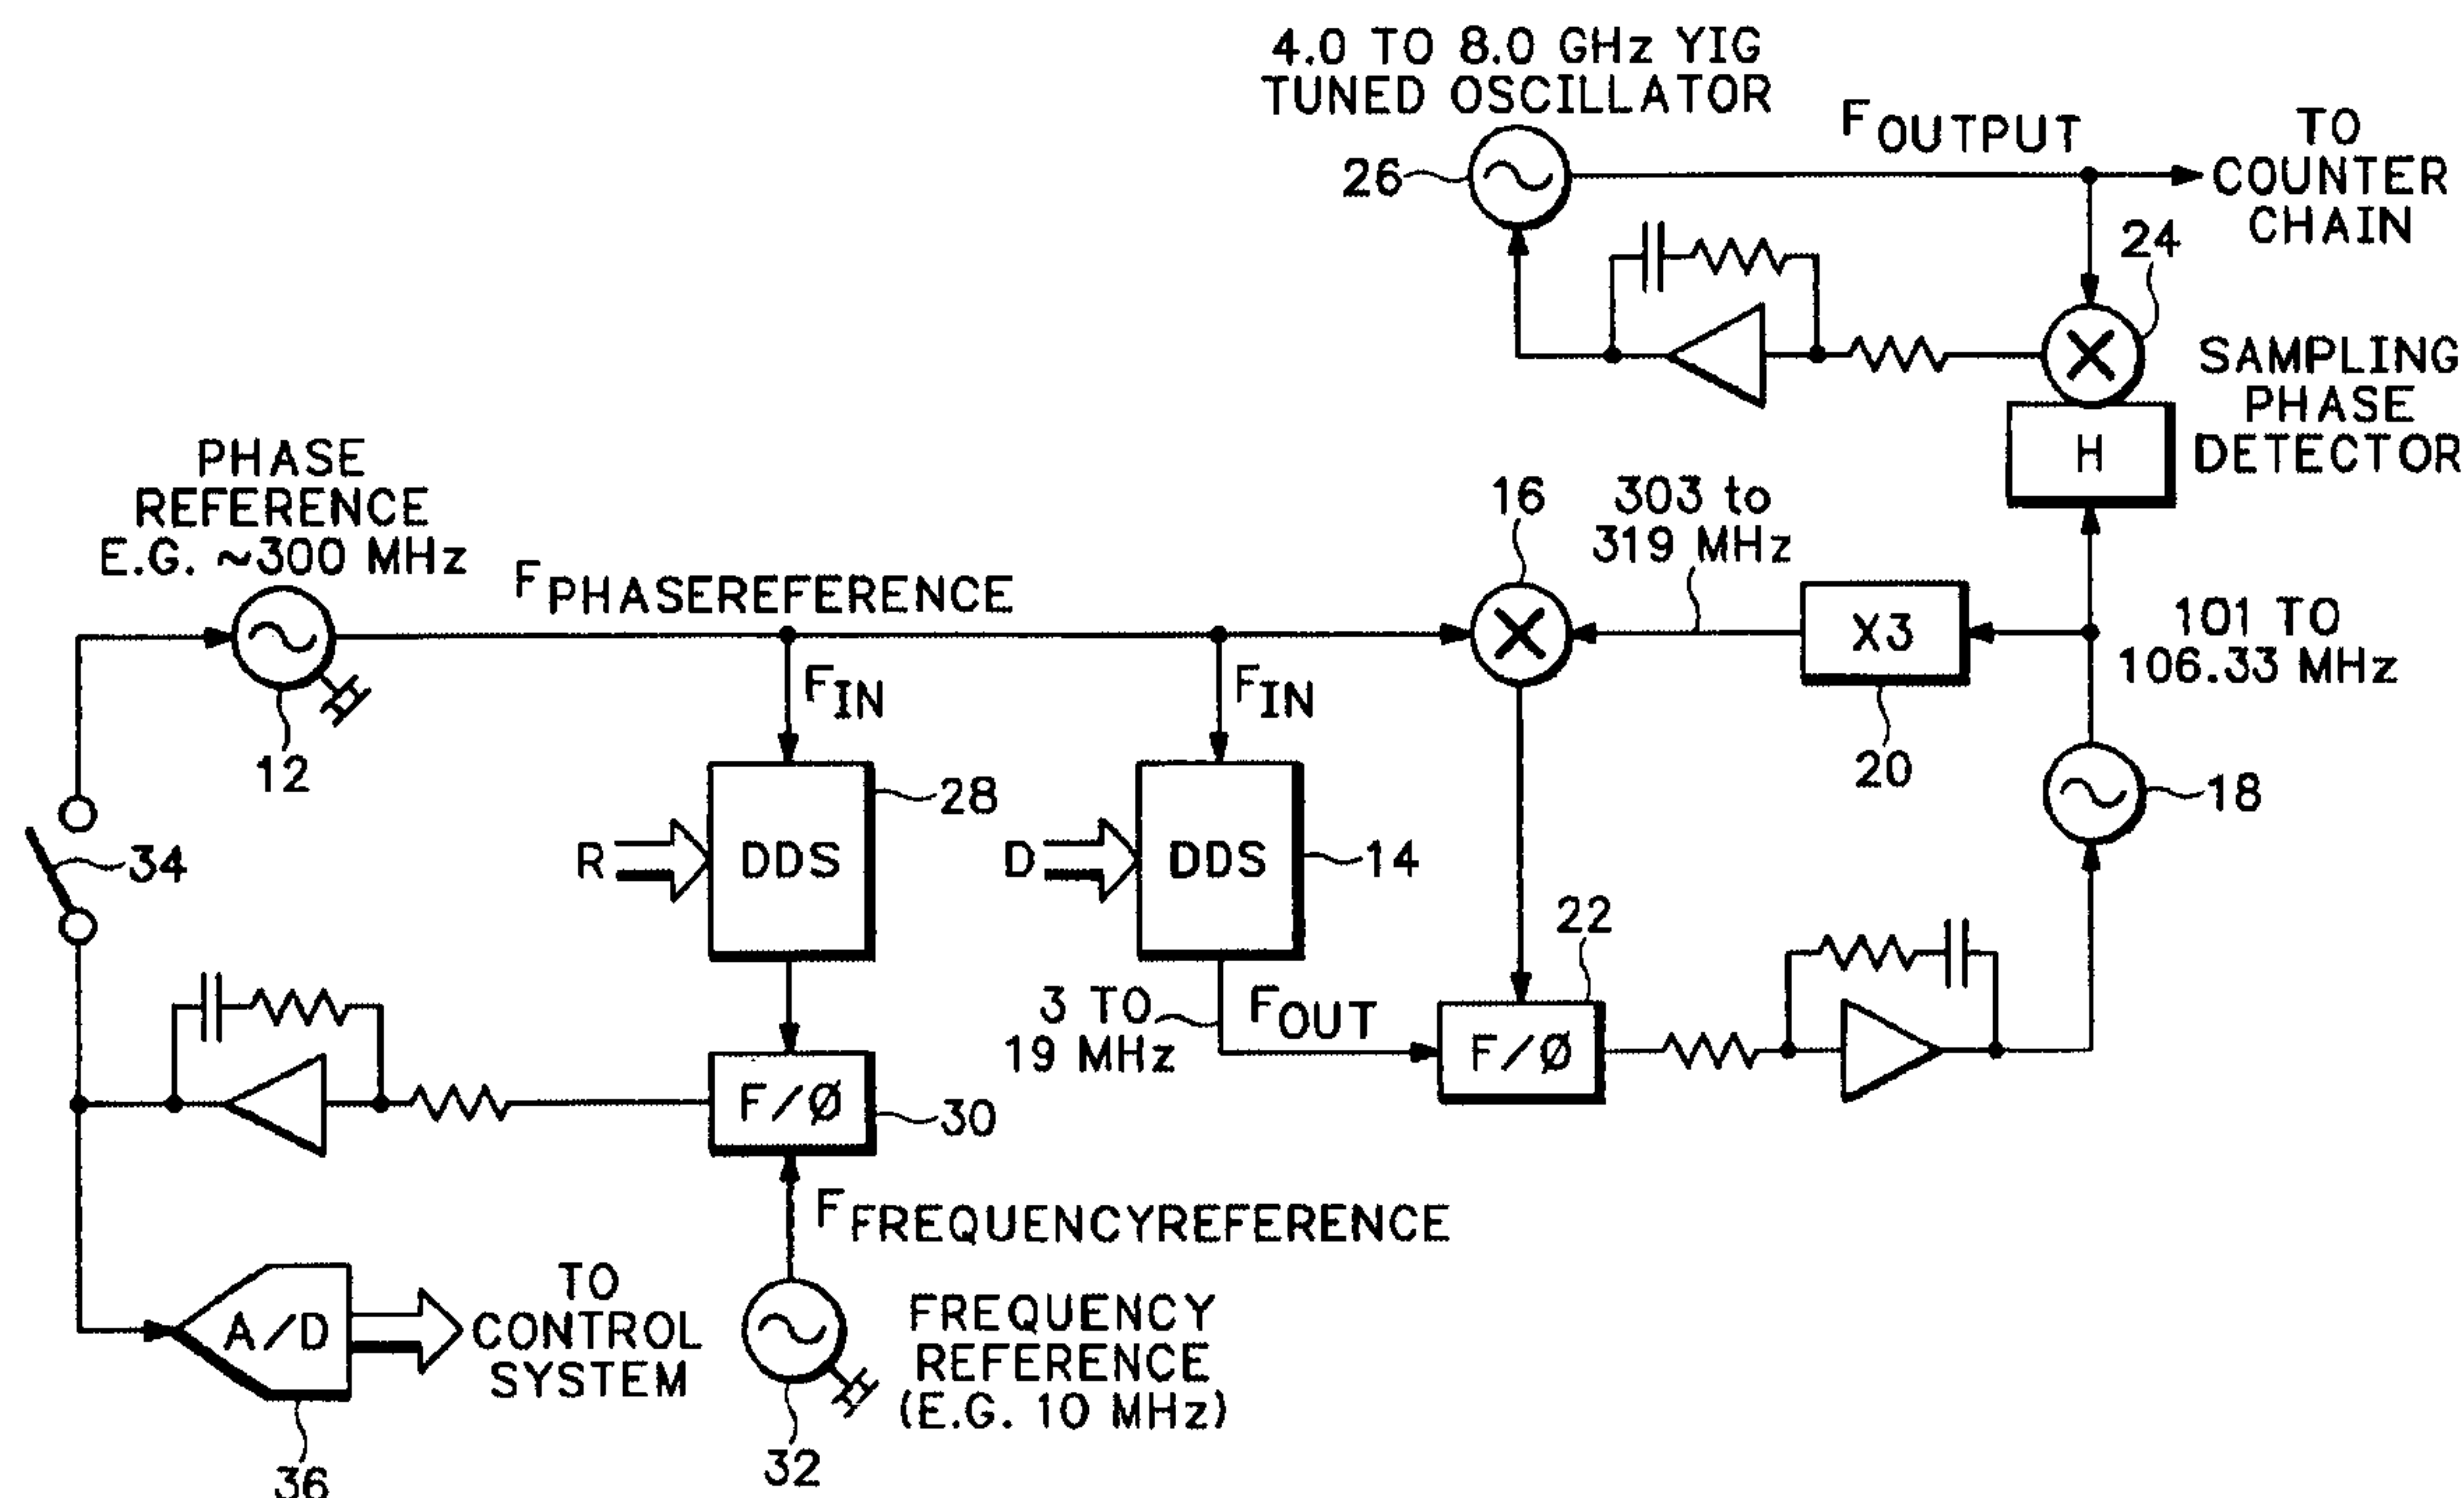 4.0 TO 8.0 GHz YIG
TUNED OSCILLATOR
26
FOUTPUT
TO
COUNTER
CHAIN
24
SAMPLING
PHASE
DETECTOR
H
PHASE
REFERENCE
E.G. ~300 MHz
FPHASEREFERENCE
16
303 to
319 MHz
X3
101 TO
106.33 MHz
12
FIN
FIN
20
18
34
R
DDS
28
D
DDS
14
22
3 TO
19 MHz
FOUT
F/Ø
F/Ø
30
FFREQUENCYREFERENCE
A/D
TO
CONTROL
SYSTEM
FREQUENCY
REFERENCE
(E.G. 10 MHz)
32
36